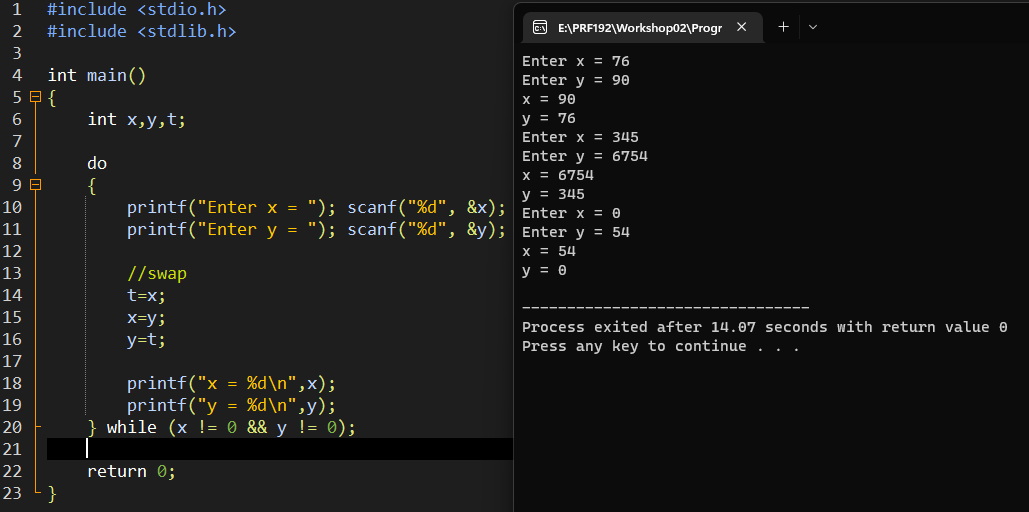 1 #include <stdio.h>
2 #include <stdlib.h>
3
4 int main()
5 {
6     int x,y,t;
7
8     do
9     {
10         printf("Enter x = "); scanf("%d", &x);
11         printf("Enter y = "); scanf("%d", &y);
12
13         //swap
14         t=x;
15         x=y;
16         y=t;
17
18         printf("x = %d\n",x);
19         printf("y = %d\n",y);
20     } while (x != 0 && y != 0);
21
22     return 0;
23 }
E:\PRF192\Workshop02\Progr
Enter x = 76
Enter y = 90
x = 90
y = 76
Enter x = 345
Enter y = 6754
x = 6754
y = 345
Enter x = 0
Enter y = 54
x = 54
y = 0
--------------------------------
Process exited after 14.07 seconds with return value 0
Press any key to continue . . .